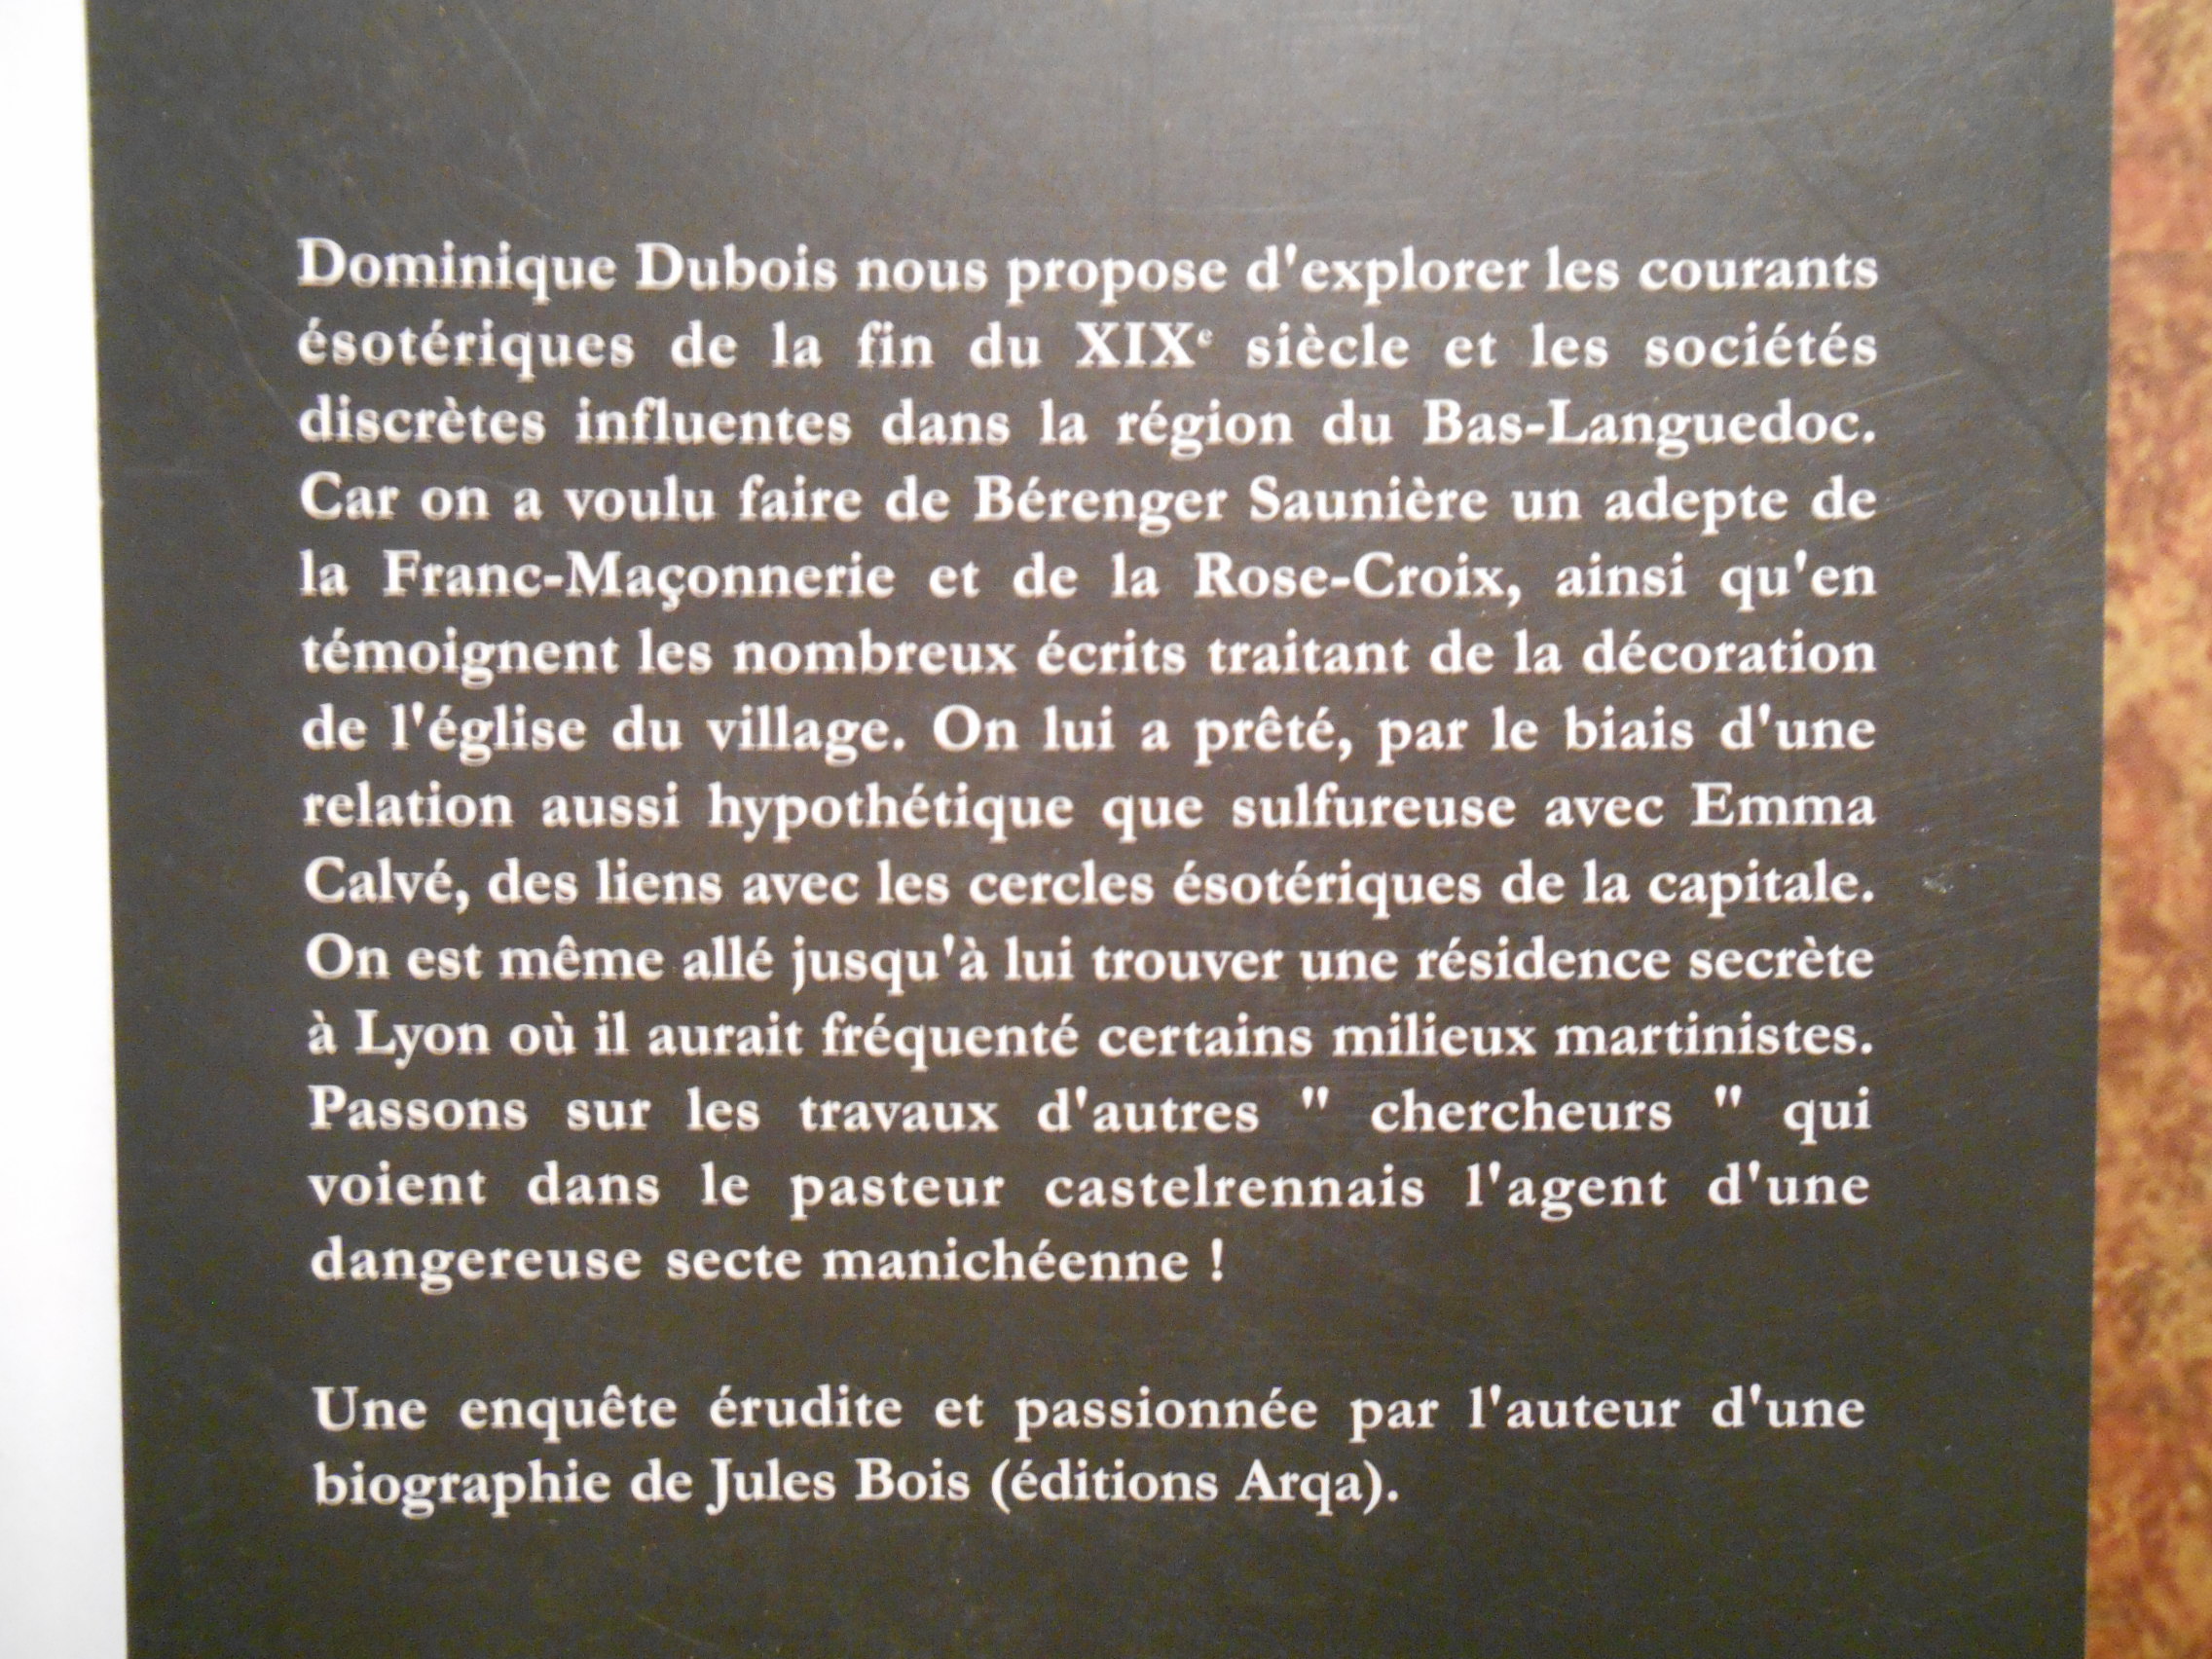 Dominique Dubois nous propose d'explorer les courants
ésotériques de la fin du XIXe siècle et les sociétés
discrètes influentes dans la région du Bas-Languedoc.
Car on a voulu faire de Bérenger Saunière un adepte de
la Franc-Maçonnerie et de la Rose-Croix, ainsi qu'en
témoignent les nombreux écrits traitant de la décoration
de l'église du village. On lui a prêté, par le biais d'une
relation aussi hypothétique que sulfureuse avec Emma
Calvé, des liens avec les cercles ésotériques de la capitale.
On est même allé jusqu'à lui trouver une résidence secrète
à Lyon où il aurait fréquenté certains milieux martinistes.
Passons sur les travaux d'autres " chercheurs " qui
voient dans le pasteur castelrennais l'agent d'une
dangereuse secte manichéenne !
Une enquête érudite et passionnée par l'auteur d'une
biographie de Jules Bois (éditions Arqa).